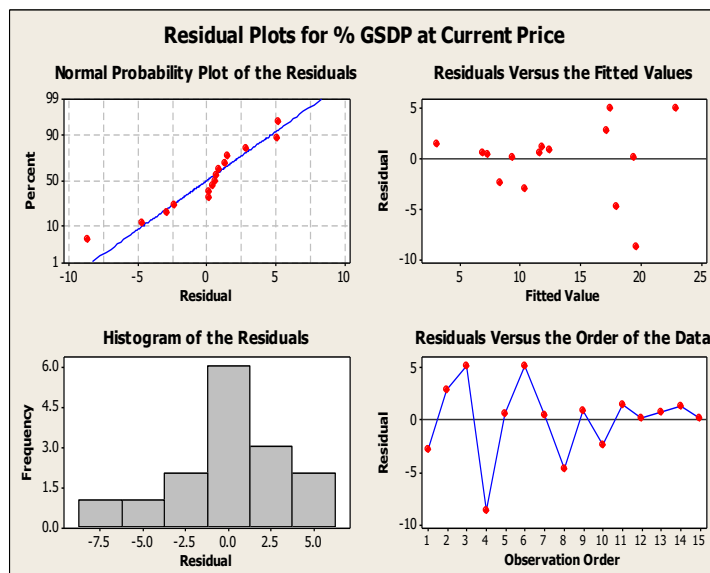 Residual Plots for % GSDP at Current Price
Normal Probability Plot of the Residuals
99
90
50
10
1
Percent
-10 -5 0 5 10
Residual
Residuals Versus the Fitted Values
5
0
-5
-10
Residual
5 10 15 20 25
Fitted Value
Histogram of the Residuals
6.0
4.5
3.0
1.5
0.0
Frequency
-7.5 -5.0 -2.5 0.0 2.5 5.0
Residual
Residuals Versus the Order of the Data
5
0
-5
-10
Residual
1 2 3 4 5 6 7 8 9 10 11 12 13 14 15
Observation Order